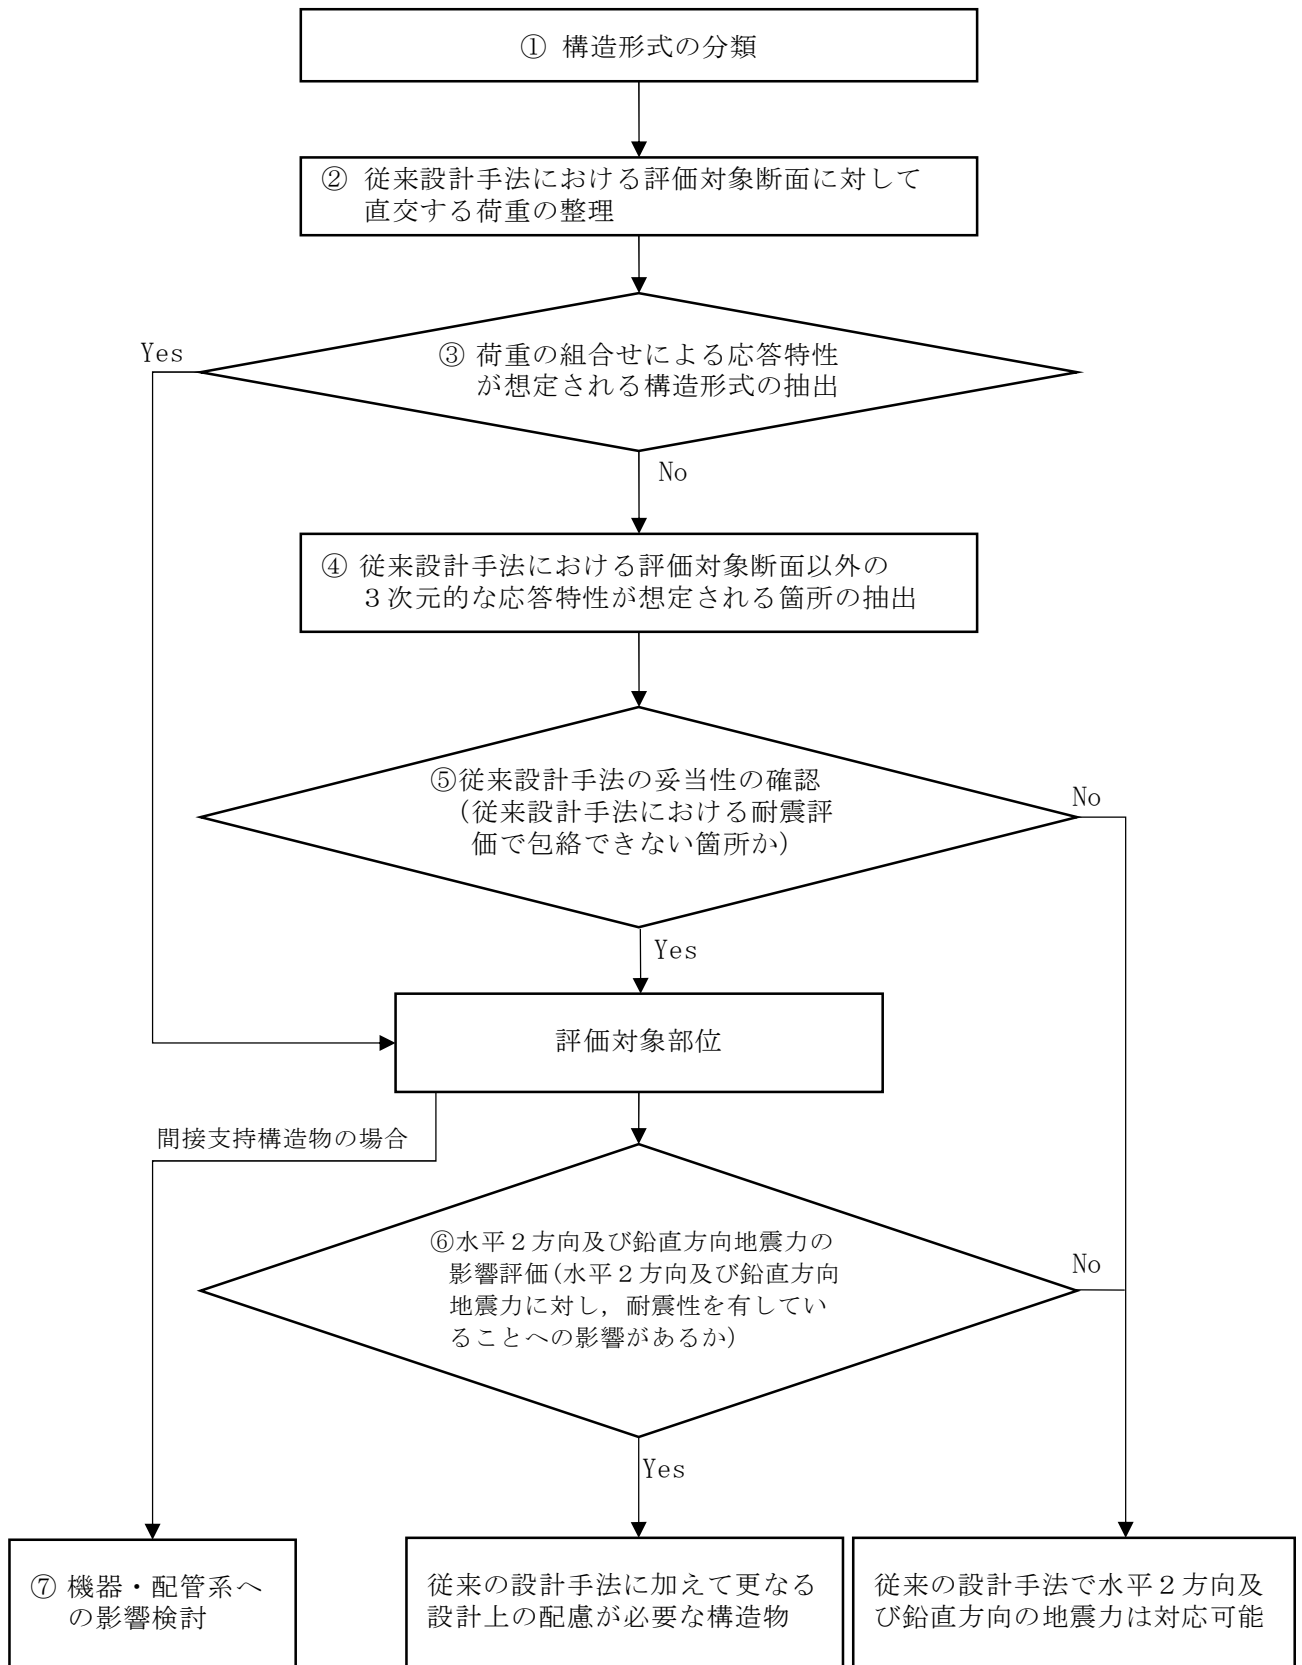 ① 構造形式の分類
② 従来設計手法における評価対象断面に対して
直交する荷重の整理
Yes
③ 荷重の組合せによる応答特性
が想定される構造形式の抽出
No
④ 従来設計手法における評価対象断面以外の
３次元的な応答特性が想定される箇所の抽出
⑤従来設計手法の妥当性の確認
（従来設計手法における耐震評
価で包絡できない箇所か）
No
Yes
評価対象部位
間接支持構造物の場合
⑥水平２方向及び鉛直方向地震力の
影響評価（水平２方向及び鉛直方向
地震力に対し，耐震性を有してい
ることへの影響があるか）
No
Yes
⑦ 機器・配管系へ
の影響検討
従来の設計手法に加えて更なる
設計上の配慮が必要な構造物
従来の設計手法で水平２方向及
び鉛直方向の地震力は対応可能